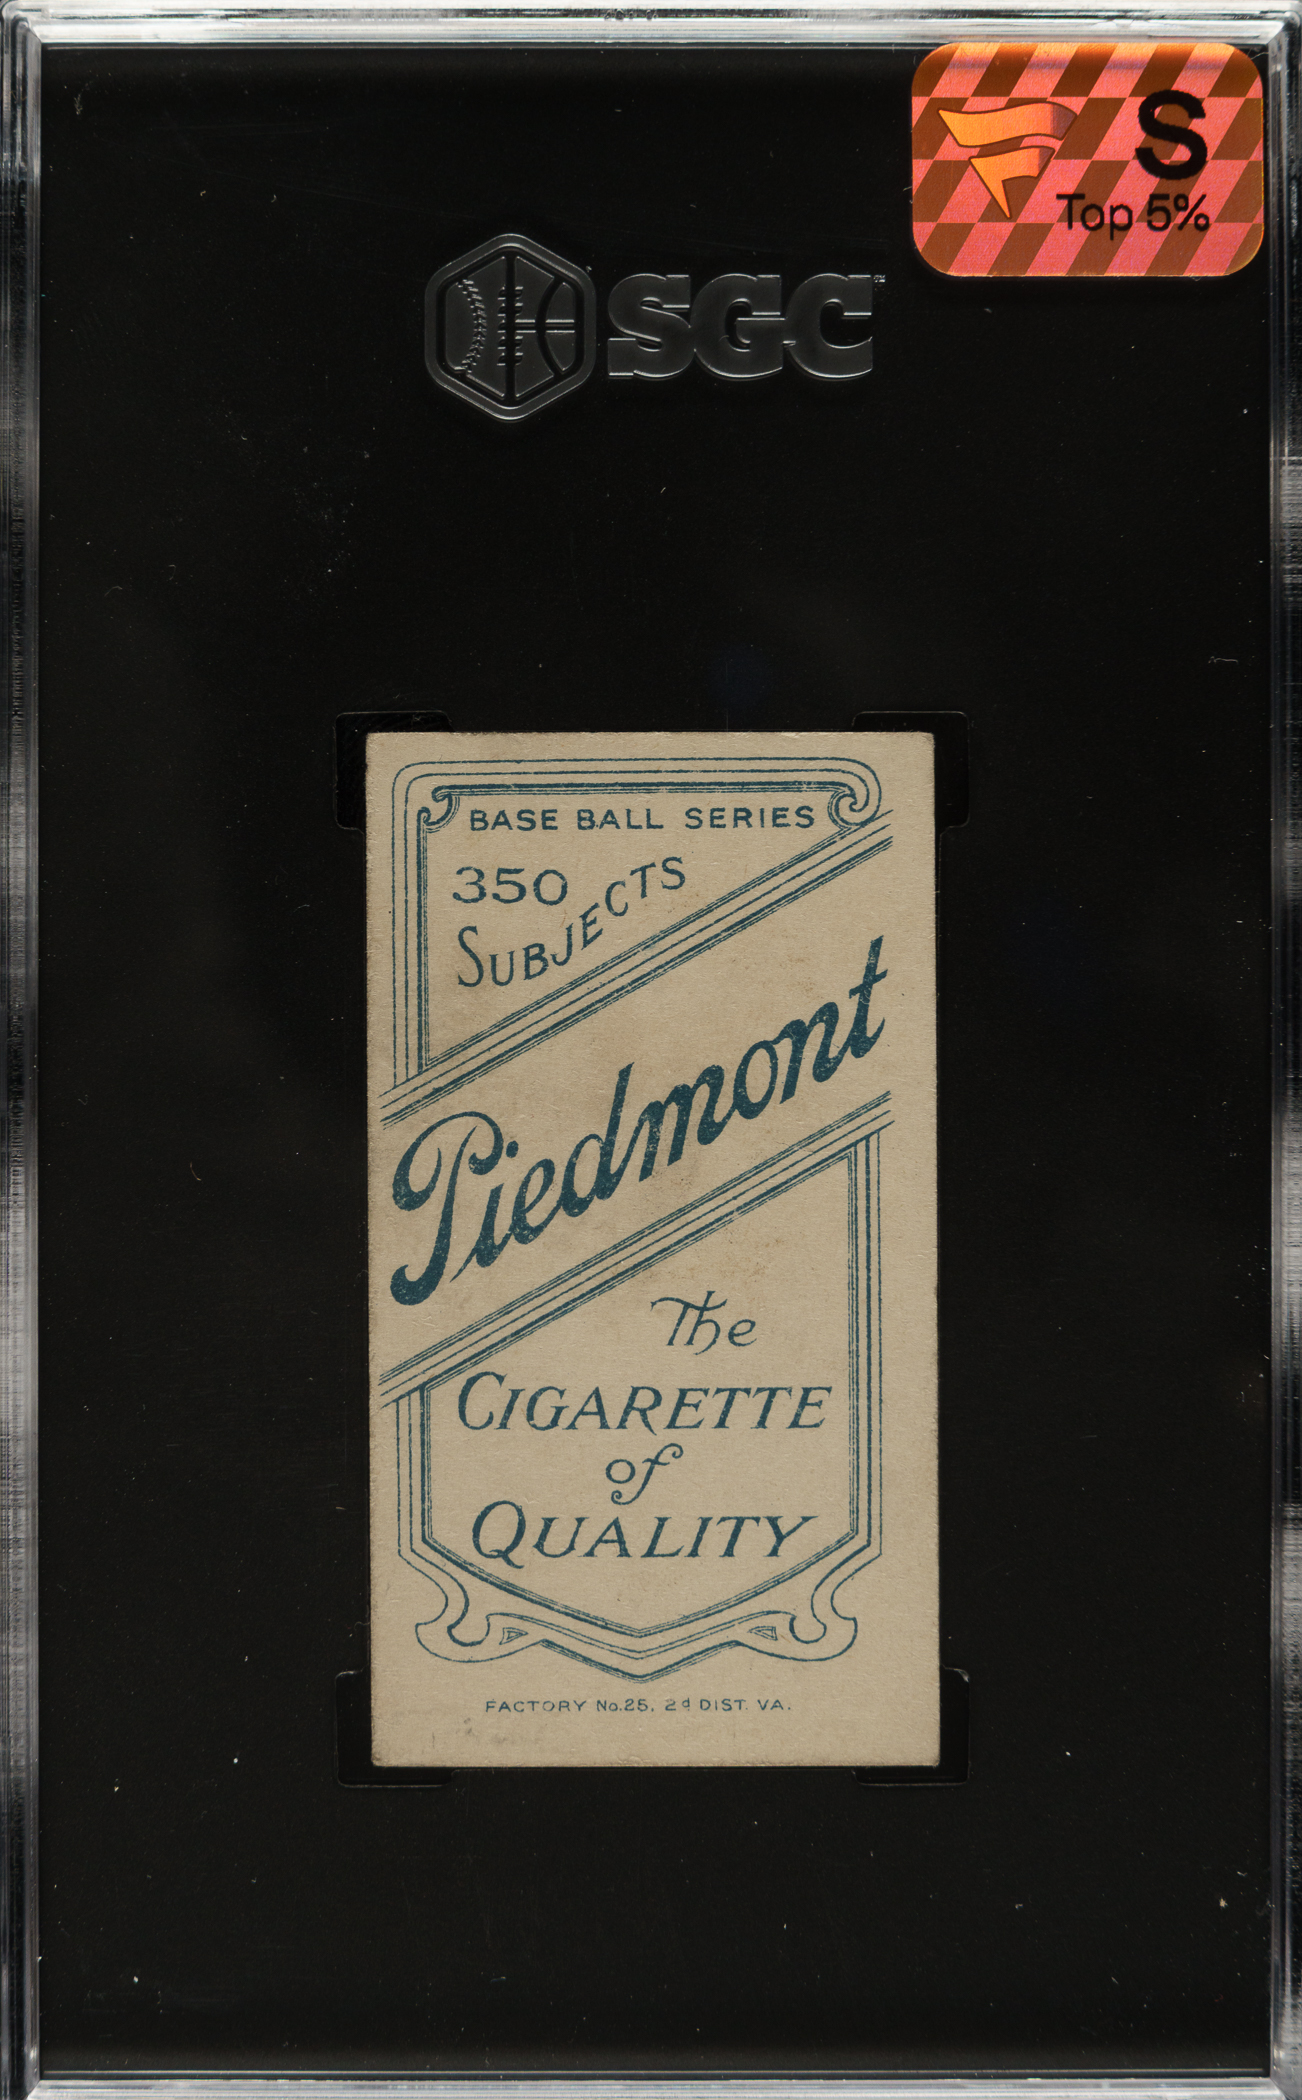 S
Top 5%
SGC
BASE BALL SERIES
350
SUBJECTS
Piedmont
The
CIGARETTE
of
QUALITY
FACTORY No.25, 2d DIST. VA.